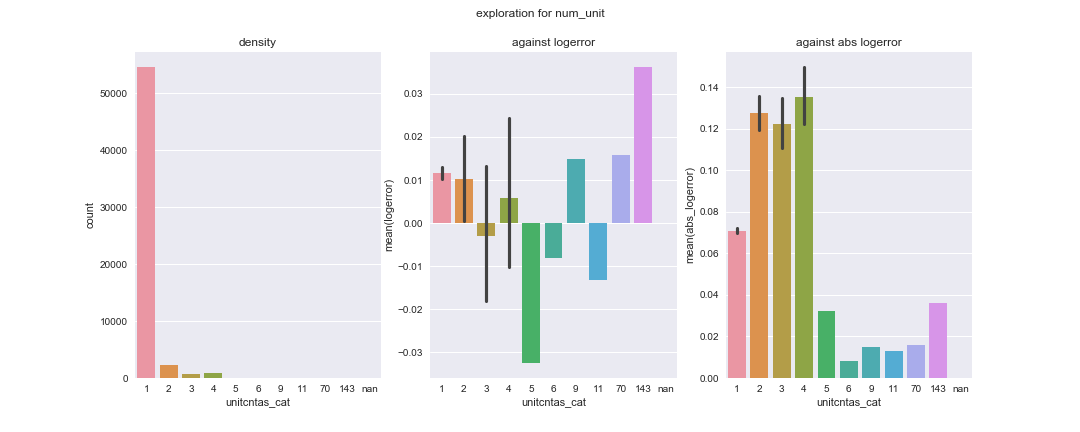 exploration for num_unit
density
count
50000
40000
30000
20000
10000
0
1 2 3 4 5 6 9 11 70 143 nan
unitcntas_cat
against logerror
mean(logerror)
0.03
0.02
0.01
0.00
−0.01
−0.02
−0.03
1 2 3 4 5 6 9 11 70 143 nan
unitcntas_cat
against abs logerror
mean(abs_logerror)
0.14
0.12
0.10
0.08
0.06
0.04
0.02
0.00
1 2 3 4 5 6 9 11 70 143 nan
unitcntas_cat